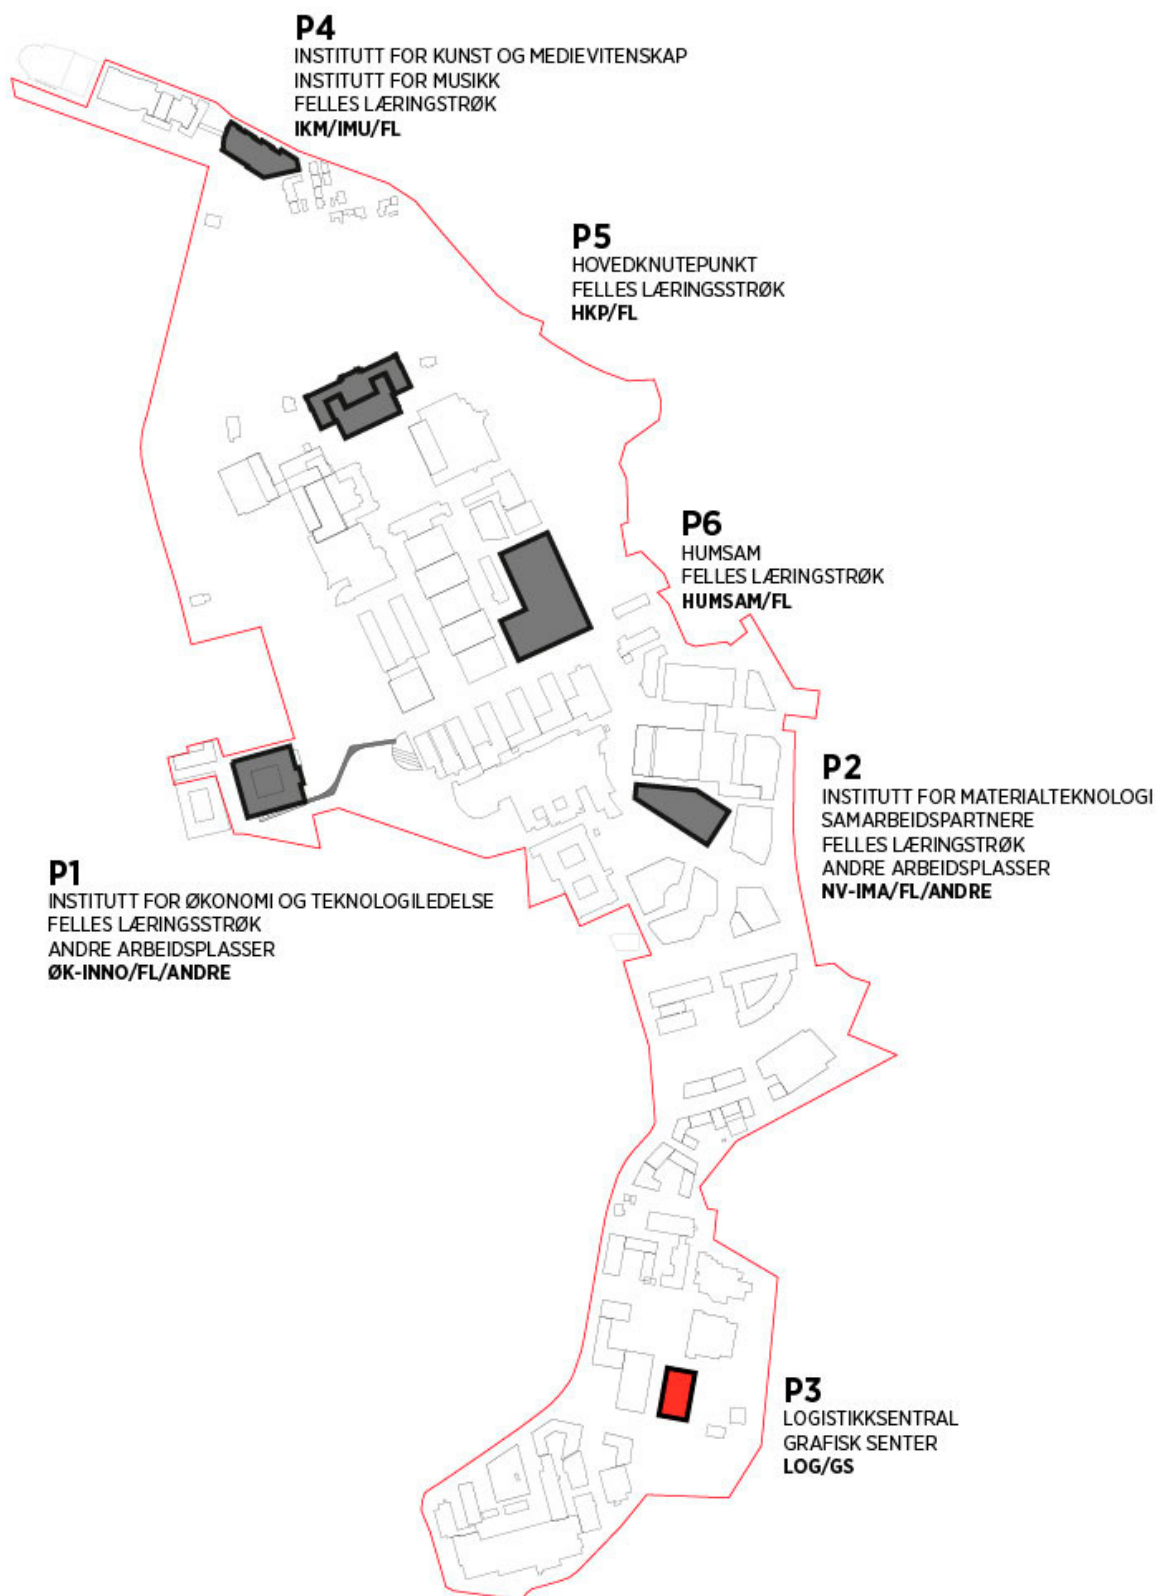 P4
INSTITUTT FOR KUNST OG MEDIEVITENSKAP
INSTITUTT FOR MUSIKK
FELLES LÆRINGSTRØK
IKM/IMU/FL
P5
HOVEDKNUTEPUNKT
FELLES LÆRINGSSTRØK
HKP/FL
P6
HUMSAM
FELLES LÆRINGSTRØK
HUMSAM/FL
P2
INSTITUTT FOR MATERIALTEKNOLOGI
SAMARBEIDSPARTNERE
FELLES LÆRINGSTRØK
ANDRE ARBEIDSPLASSER
NV-IMA/FL/ANDRE
P1
INSTITUTT FOR ØKONOMI OG TEKNOLOGILEDELSE
FELLES LÆRINGSSTRØK
ANDRE ARBEIDSPLASSER
ØK-INNO/FL/ANDRE
P3
LOGISTIKKSENTRAL
GRAFISK SENTER
LOG/GS